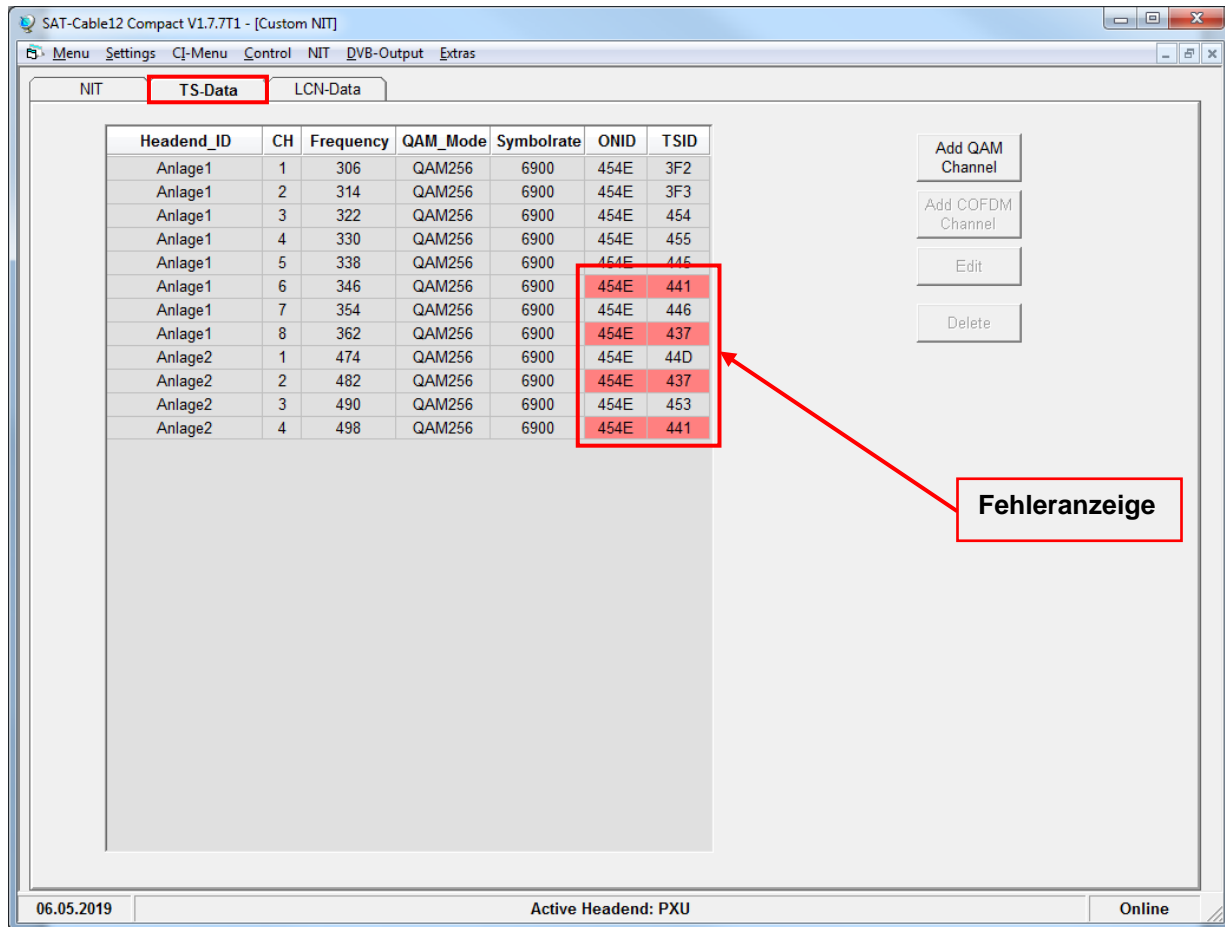 SAT-Cable12 Compact V1.7.7T1 - [Custom NIT]
Menu Settings CI-Menu Control NIT DVB-Output Extras
NIT TS-Data LCN-Data
Headend_ID CH Frequency QAM_Mode Symbolrate ONID TSID
Anlage1 1 306 QAM256 6900 454E 3F2
Anlage1 2 314 QAM256 6900 454E 3F3
Anlage1 3 322 QAM256 6900 454E 454
Anlage1 4 330 QAM256 6900 454E 455
Anlage1 5 338 QAM256 6900 454E 445
Anlage1 6 346 QAM256 6900 454E 441
Anlage1 7 354 QAM256 6900 454E 446
Anlage1 8 362 QAM256 6900 454E 437
Anlage2 1 474 QAM256 6900 454E 44D
Anlage2 2 482 QAM256 6900 454E 437
Anlage2 3 490 QAM256 6900 454E 453
Anlage2 4 498 QAM256 6900 454E 441
Add QAM
Channel
Add COFDM
Channel
Edit
Delete
Fehleranzeige
06.05.2019 Active Headend: PXU Online